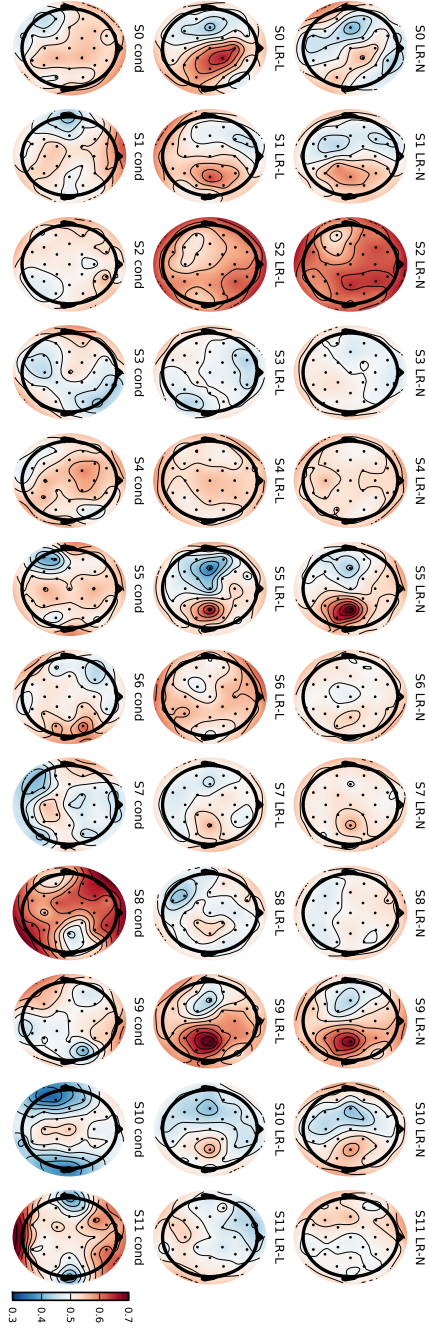 S0 LR-N
S1 LR-N
S2 LR-N
S3 LR-N
S4 LR-N
S5 LR-N
S6 LR-N
S7 LR-N
S8 LR-N
S9 LR-N
S10 LR-N
S11 LR-N
S0 LR-L
S1 LR-L
S2 LR-L
S3 LR-L
S4 LR-L
S5 LR-L
S6 LR-L
S7 LR-L
S8 LR-L
S9 LR-L
S10 LR-L
S11 LR-L
S0 cond
S1 cond
S2 cond
S3 cond
S4 cond
S5 cond
S6 cond
S7 cond
S8 cond
S9 cond
S10 cond
S11 cond
0.3
0.4
0.5
0.6
0.7